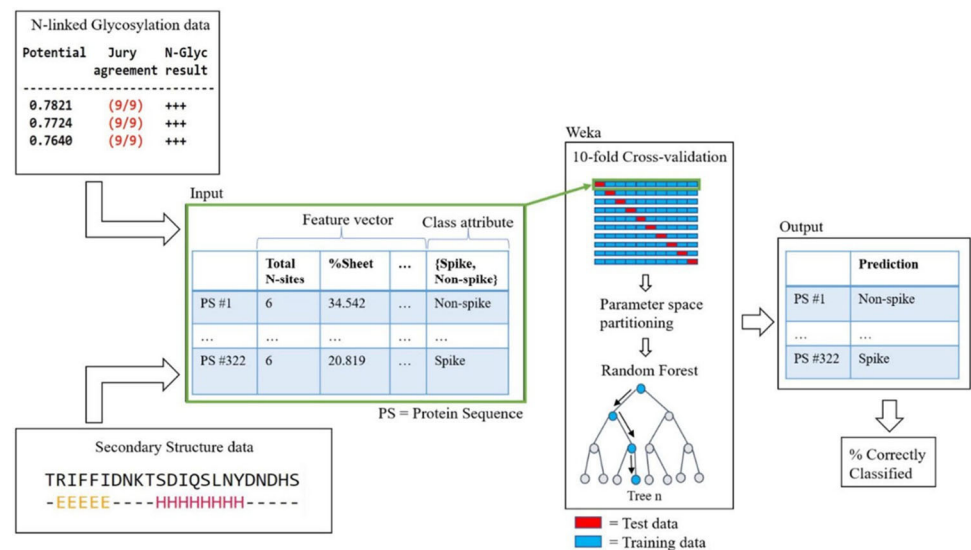 N-linked Glycosylation data
Potential Jury N-Glyc
agreement result
0.7821 (9/9) +++
0.7724 (9/9) +++
0.7640 (9/9) +++
Input
Feature vector Class attribute
Total N-sites %Sheet … {Spike, Non-spike}
PS #1 6 34.542 … Non-spike
… … … … …
PS #322 6 20.819 … Spike
PS = Protein Sequence
Secondary Structure data
TRIFFIDNKTSDIQSLNYDNDHS
-EEEEE----HHHHHHHH-----
Weka
10-fold Cross-validation
Parameter space
partitioning
Random Forest
Tree n
= Test data
= Training data
Output
Prediction
PS #1 Non-spike
… …
PS #322 Spike
% Correctly
Classified